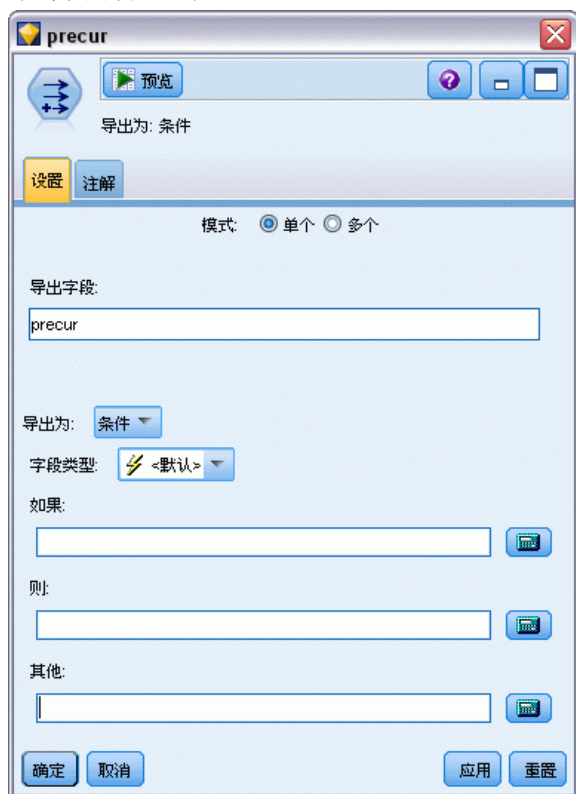 precur
预览
导出为: 条件
设置 注解
模式: 单个 多个
导出字段:
precur
导出为: 条件
字段类型: <默认>
如果:
则:
其他:
确定 取消 应用 重置